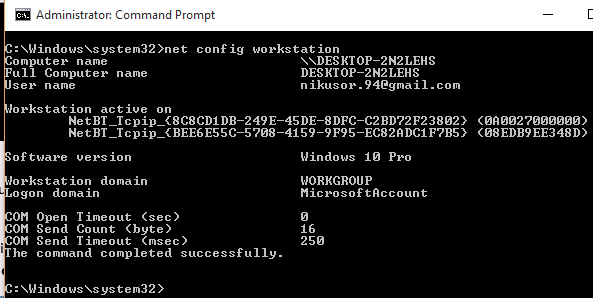 Administrator: Command Prompt
C:\Windows\system32>net config workstation
Computer name \\DESKTOP-2N2LEHS
Full Computer name DESKTOP-2N2LEHS
User name nikusor.94@gmail.com
Workstation active on
NetBT_Tcpip_{8C8CD1DB-249E-45DE-8DFC-C2BD72F23802} (0A0027000000)
NetBT_Tcpip_{BEE6E55C-5708-4159-9F95-EC82ADC1F7B5} (08EDB9EE348D)
Software version Windows 10 Pro
Workstation domain WORKGROUP
Logon domain MicrosoftAccount
COM Open Timeout (sec) 0
COM Send Count (byte) 16
COM Send Timeout (msec) 250
The command completed successfully.
C:\Windows\system32>